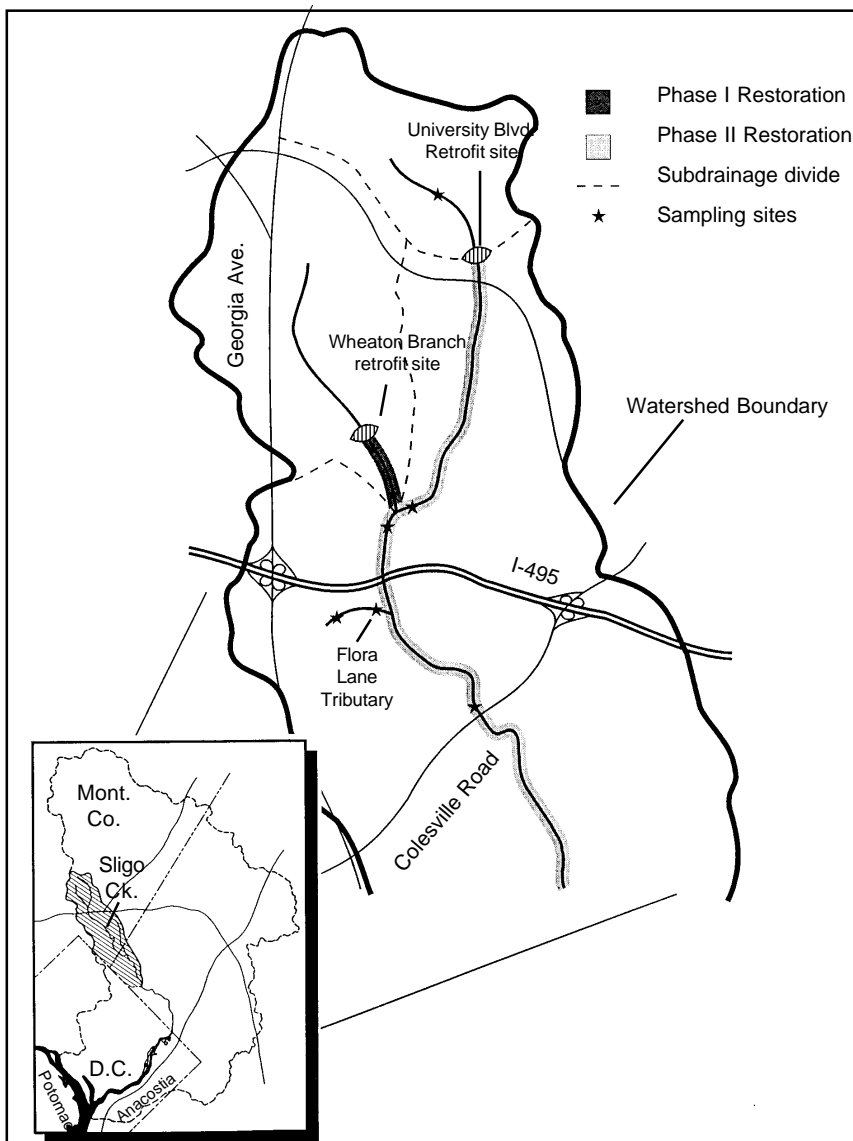 Phase I Restoration
Phase II Restoration
Subdrainage divide
Sampling sites
University Blvd.
Retrofit site
Georgia Ave.
Wheaton Branch
retrofit site
Watershed Boundary
I-495
Flora
Lane
Tributary
Colesville Road
Mont.
Co.
Sligo
Ck.
D.C.
Potomac
Anacostia